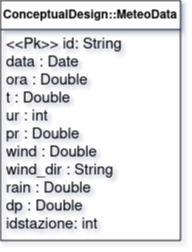 ConceptualDesign::MeteoData
<<Pk>> id: String
data : Date
ora : Double
t : Double
ur : int
pr : Double
wind : Double
wind_dir : String
rain : Double
dp : Double
idstazione: int